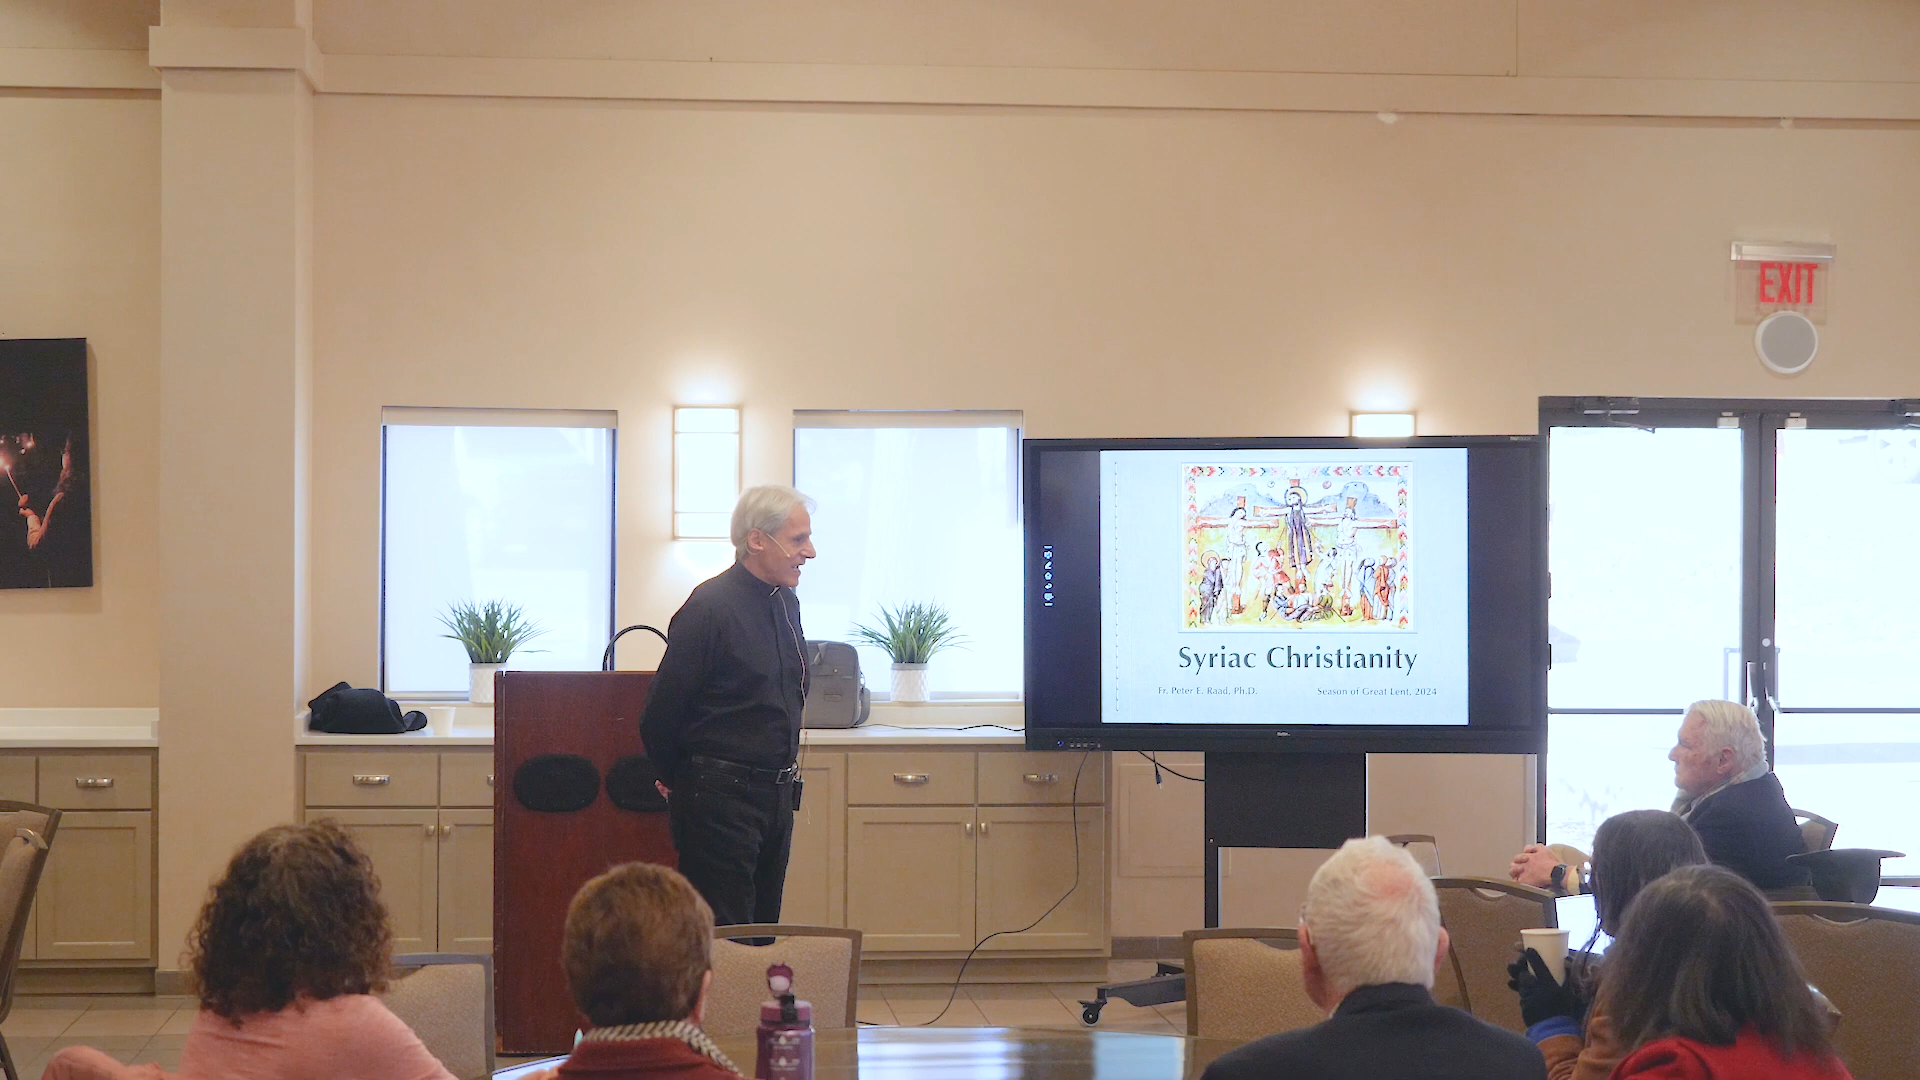 EXIT
Syriac Christianity
Fr. Peter E. Raad, Ph.D.
Season of Great Lent, 2024